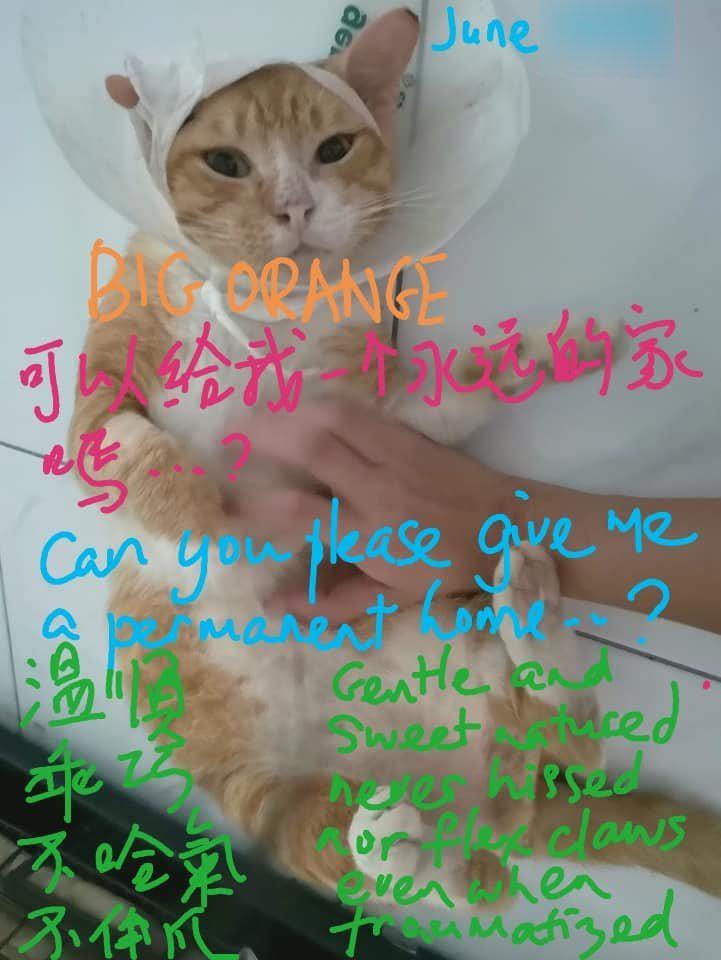 June
BIG ORANGE
可以给我一个永远的家
吗...?
Can you please give me
a permanent home...?
温顺
乖巧
不哈氣
不伸爪
Gentle and
Sweet natured
never hissed
nor flex claws
even when
traumatized